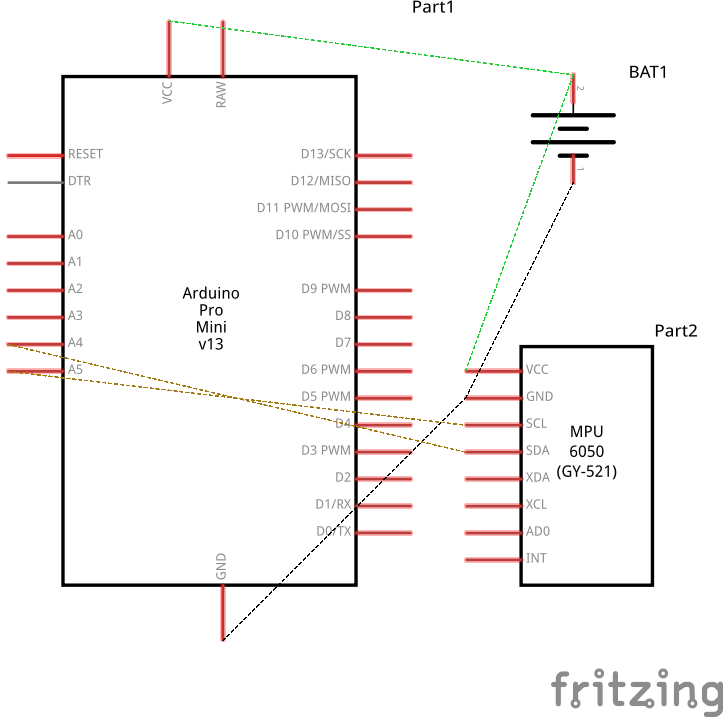 Part1
BAT1
VCC
RAW
2
1
RESET
DTR
A0
A1
A2
A3
A4
A5
D13/SCK
D12/MISO
D11 PWM/MOSI
D10 PWM/SS
D9 PWM
D8
D7
D6 PWM
D5 PWM
D4
D3 PWM
D2
D1/RX
D0/TX
Arduino
Pro
Mini
v13
GND
Part2
VCC
GND
SCL
SDA
XDA
XCL
AD0
INT
MPU
6050
(GY-521)
fritzing